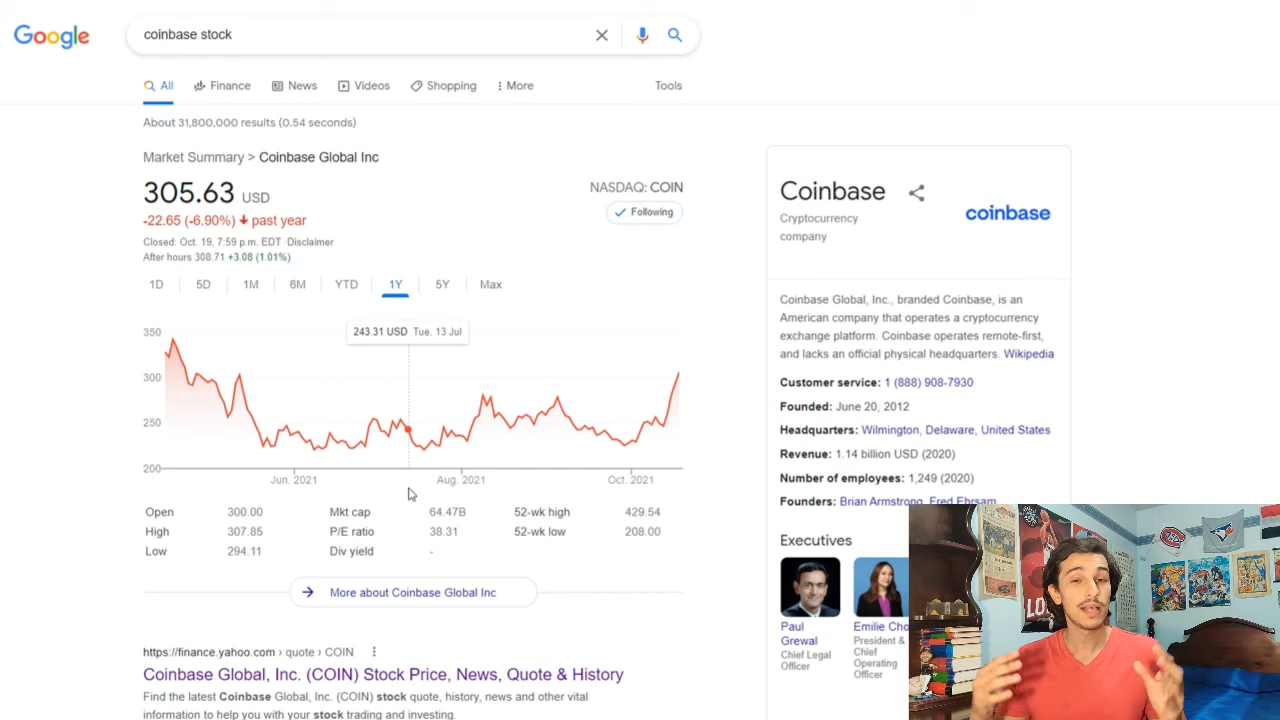 Google
coinbase stock
All
Finance
News
Videos
Shopping
More
Tools
About 31,800,000 results (0.54 seconds)
Market Summary > Coinbase Global Inc
305.63 USD
NASDAQ: COIN
-22.65 (-6.90%) past year
Following
Closed: Oct. 19, 7:59 p.m. EDT · Disclaimer
After hours 308.71 +3.08 (1.01%)
1D
5D
1M
6M
YTD
1Y
5Y
Max
243.31 USD Tue, 13 Jul
350
300
250
200
Jun. 2021
Aug. 2021
Oct. 2021
Open 300.00 Mkt cap 64.47B 52-wk high 429.54
High 307.85 P/E ratio 38.31 52-wk low 208.00
Low 294.11 Div yield -
More about Coinbase Global Inc
https://finance.yahoo.com › quote › COIN
Coinbase Global, Inc. (COIN) Stock Price, News, Quote & History
Find the latest Coinbase Global, Inc. (COIN) stock quote, history, news and other vital
information to help you with your stock trading and investing.
Coinbase
Cryptocurrency
company
coinbase
Coinbase Global, Inc., branded Coinbase, is an
American company that operates a cryptocurrency
exchange platform. Coinbase operates remote-first,
and lacks an official physical headquarters. Wikipedia
Customer service: 1 (888) 908-7930
Founded: June 20, 2012
Headquarters: Wilmington, Delaware, United States
Revenue: 1.14 billion USD (2020)
Number of employees: 1,249 (2020)
Founders: Brian Armstrong, Fred Ehrsam
Executives
Paul
Grewal
Chief Legal
Officer
Emilie Cho
President &
Chief
Operating
Officer